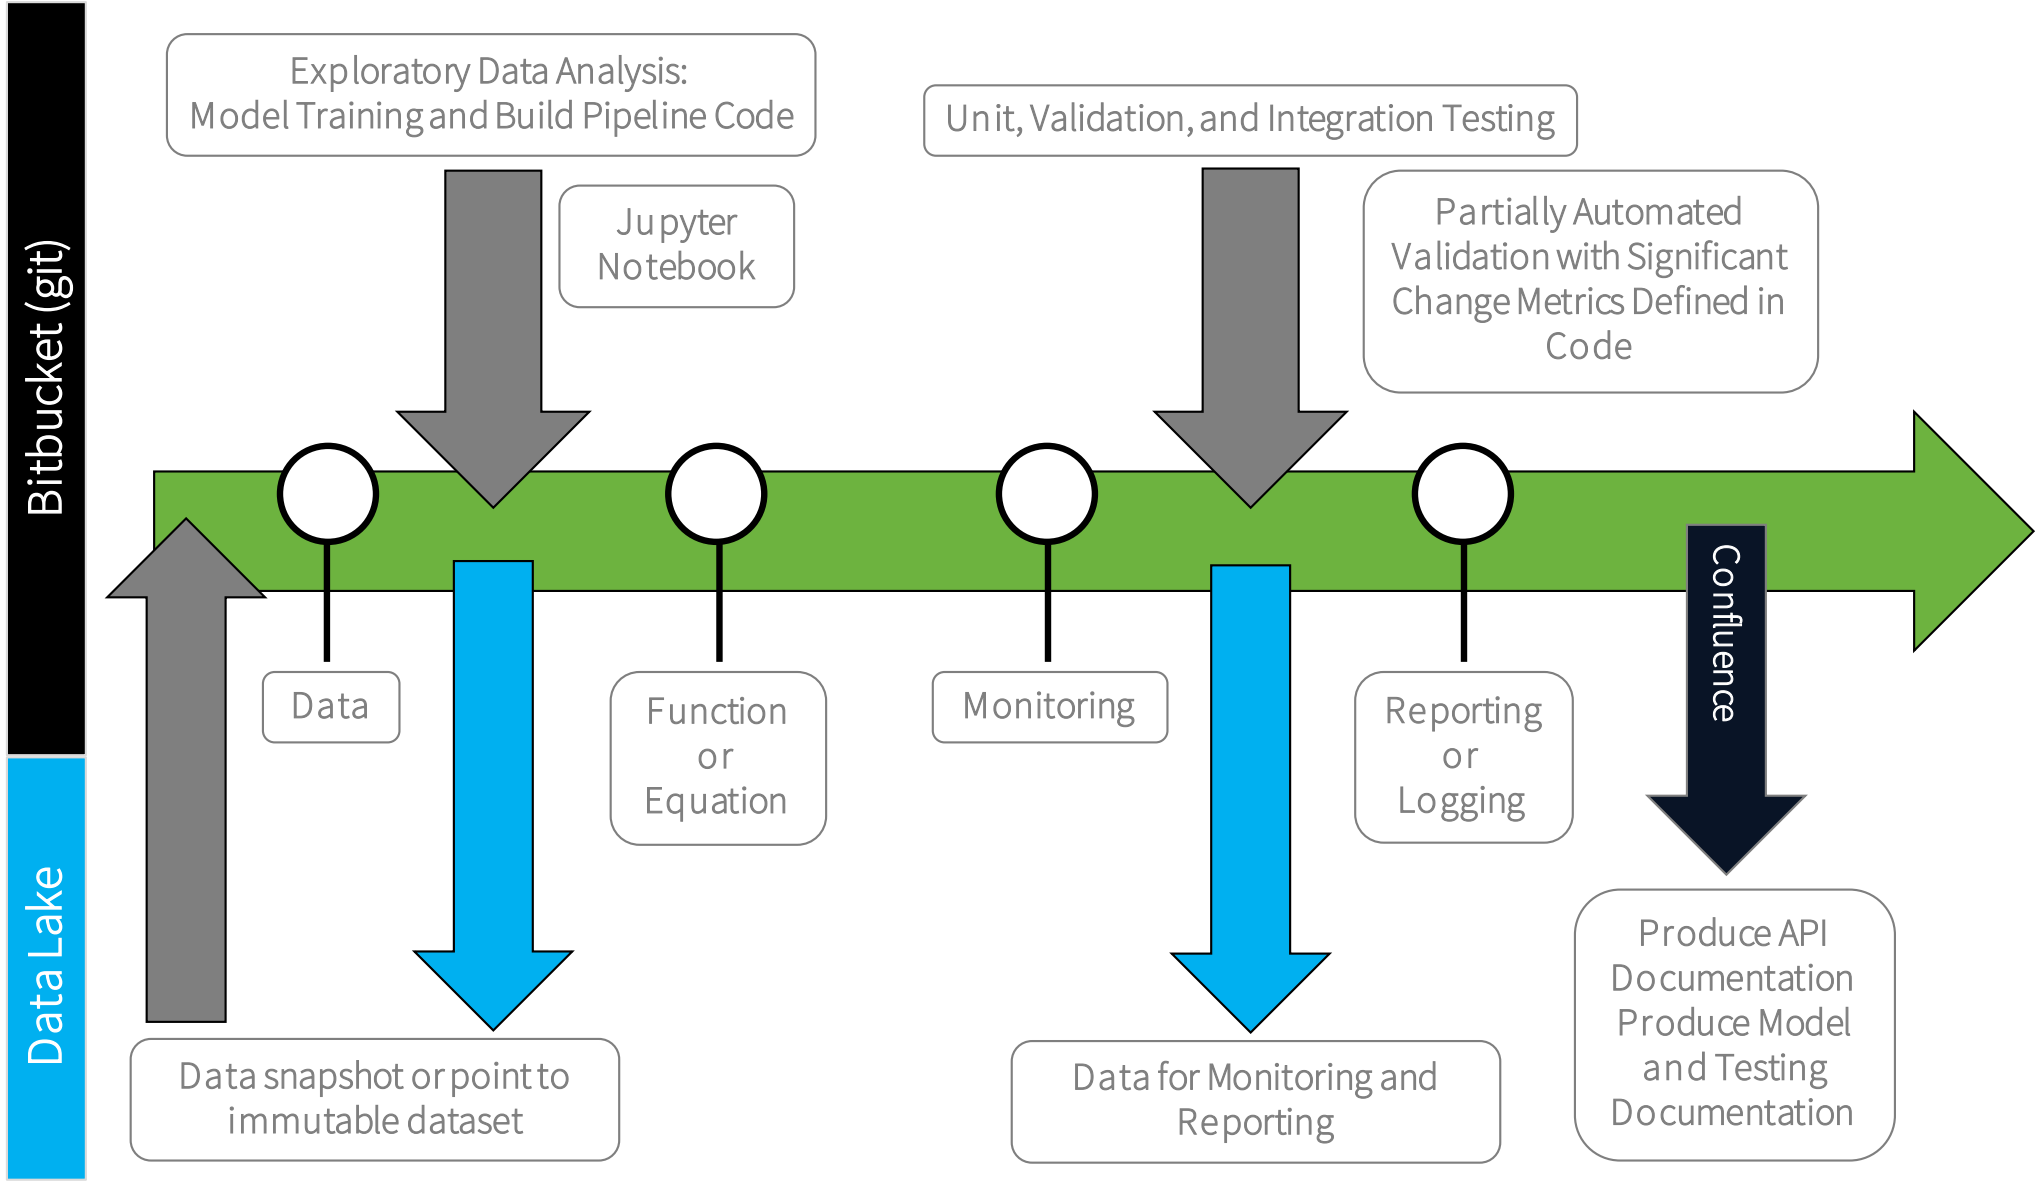 Bitbucket (git)
Data Lake
Exploratory Data Analysis:
Model Training and Build Pipeline Code
Jupyter
Notebook
Unit, Validation, and Integration Testing
Partially Automated
Validation with Significant
Change Metrics Defined in
Code
Data
Function
or
Equation
Monitoring
Reporting
or
Logging
Confluence
Data snapshot or point to
immutable dataset
Data for Monitoring and
Reporting
Produce API
Documentation
Produce Model
and Testing
Documentation